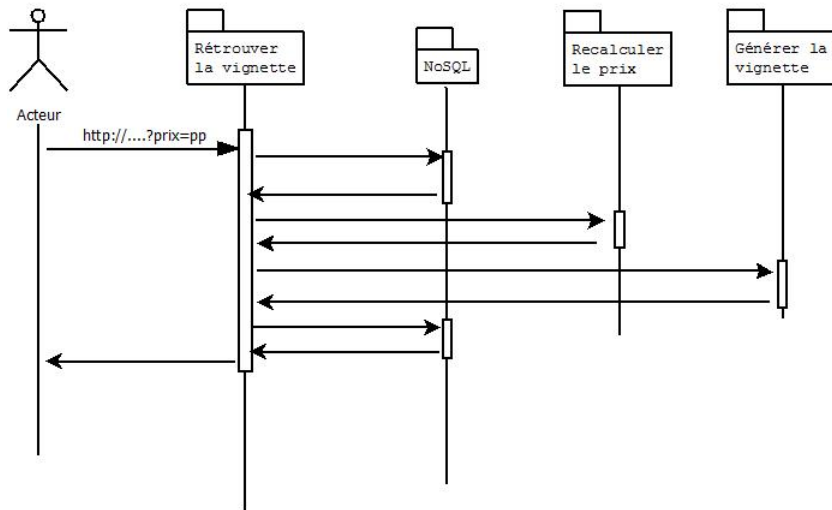 Rétrouver
la vignette
NoSQL
Recalculer
le prix
Générer la
vignette
Acteur
http://....?prix=pp